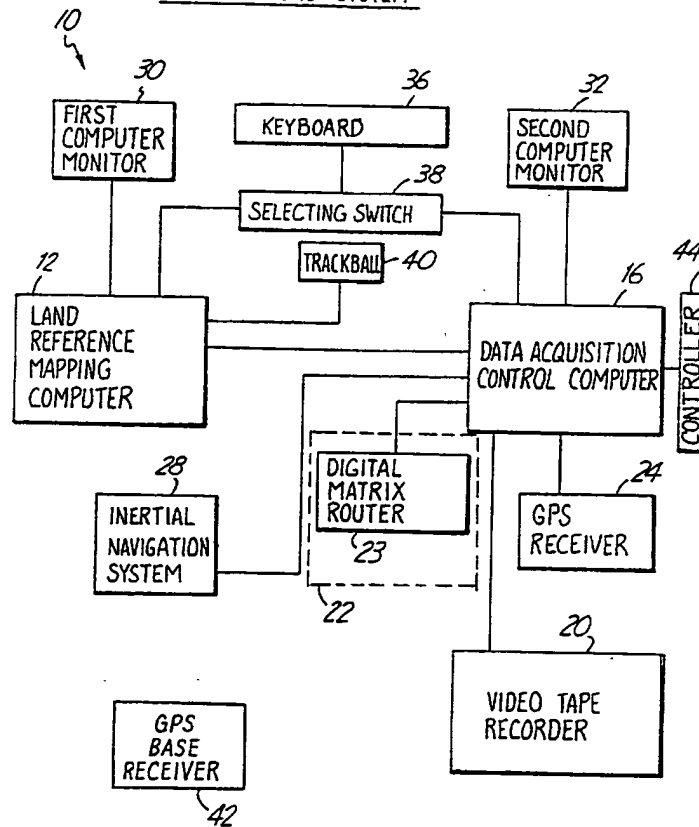 10
30
FIRST
COMPUTER
MONITOR
36
KEYBOARD
32
SECOND
COMPUTER
MONITOR
38
SELECTING SWITCH
TRACKBALL
40
12
LAND
REFERENCE
MAPPING
COMPUTER
16
DATA ACQUISITION
CONTROL COMPUTER
44
CONTROLLER
28
INERTIAL
NAVIGATION
SYSTEM
DIGITAL
MATRIX
ROUTER
23
22
24
GPS
RECEIVER
20
VIDEO TAPE
RECORDER
GPS
BASE
RECEIVER
42